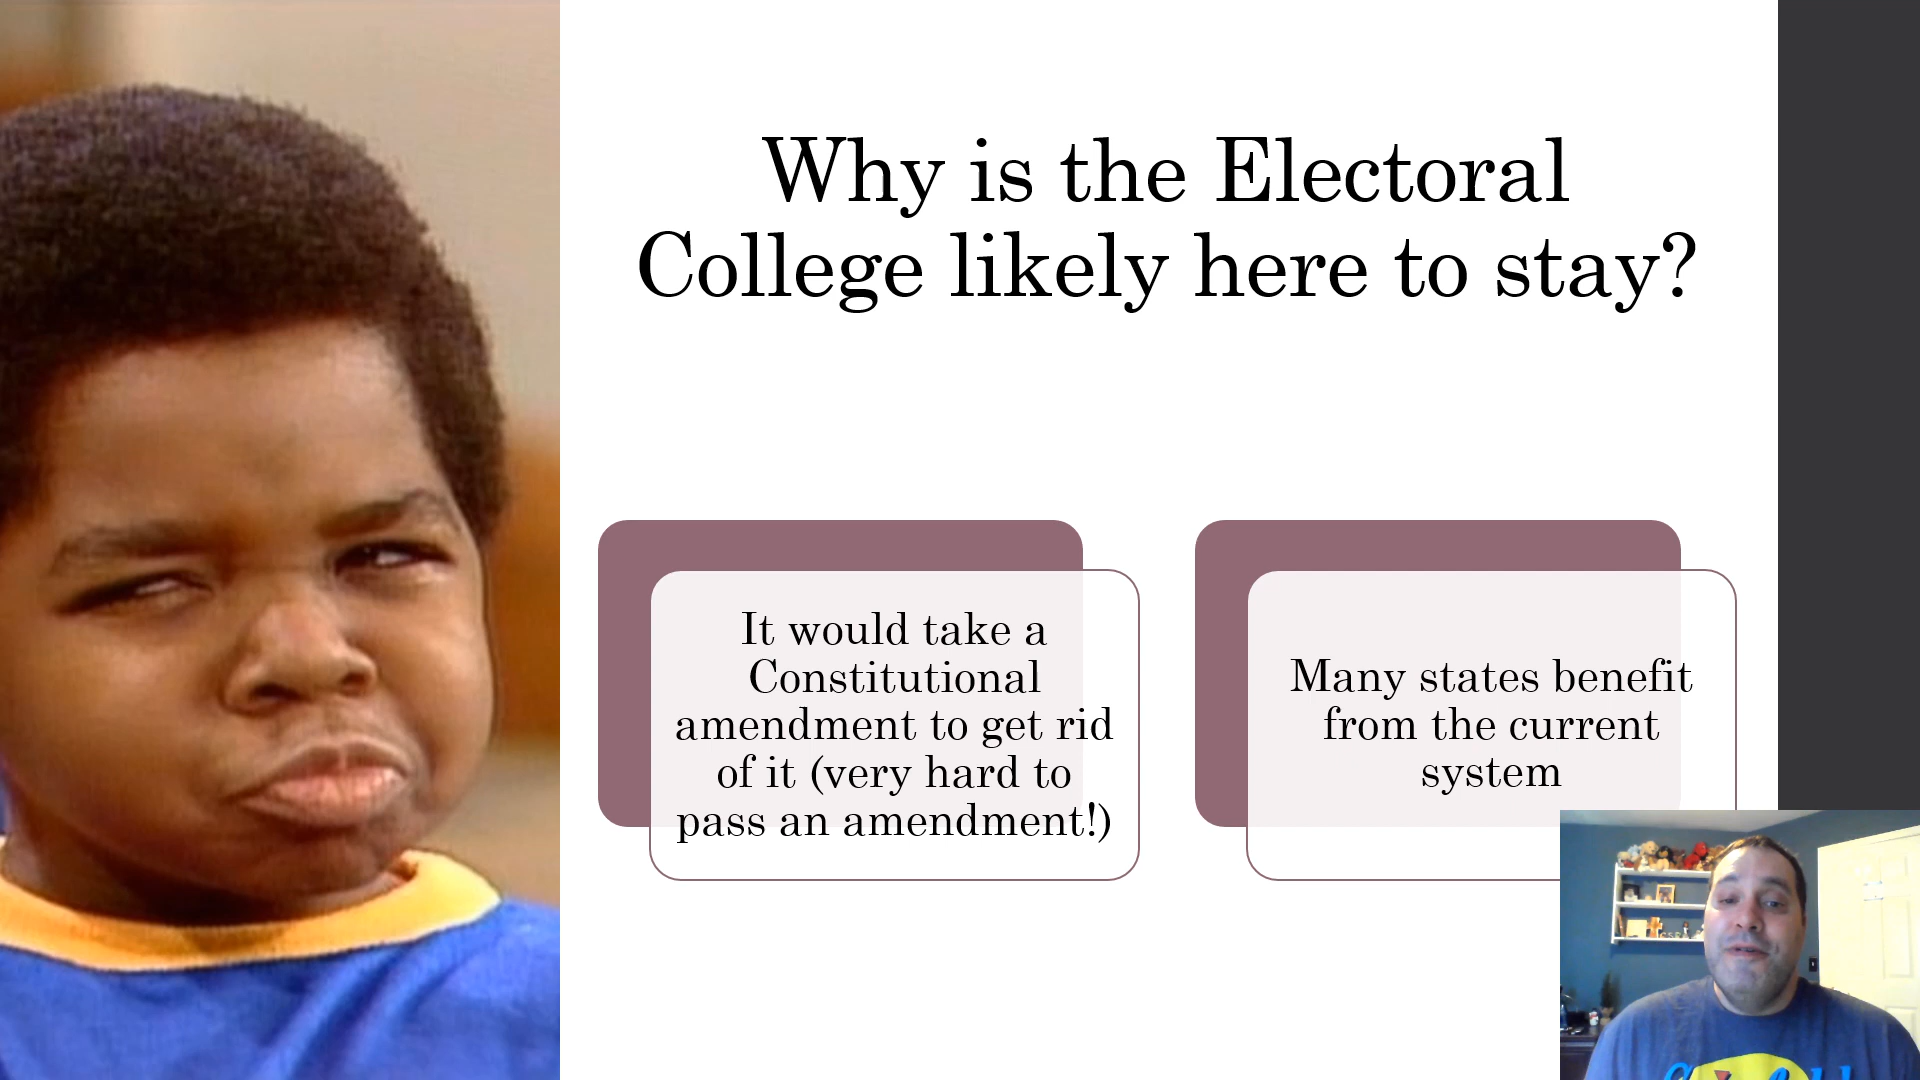 Why is the Electoral
College likely here to stay?
It would take a
Constitutional
amendment to get rid
of it (very hard to
pass an amendment!)
Many states benefit
from the current
system